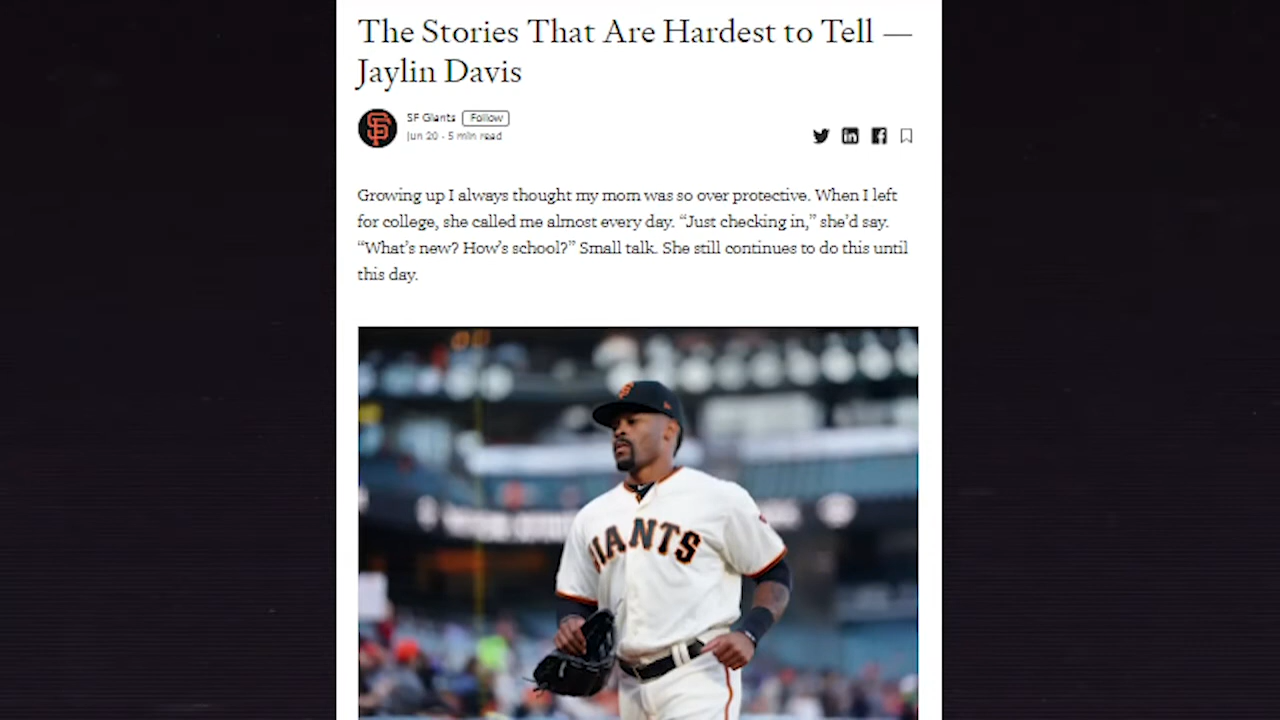 The Stories That Are Hardest to Tell —
Jaylin Davis
SF Giants Follow
Jun 20 · 5 min read
Growing up I always thought my mom was so over protective. When I left
for college, she called me almost every day. “Just checking in,” she’d say.
“What’s new? How’s school?” Small talk. She still continues to do this until
this day.
GIANTS